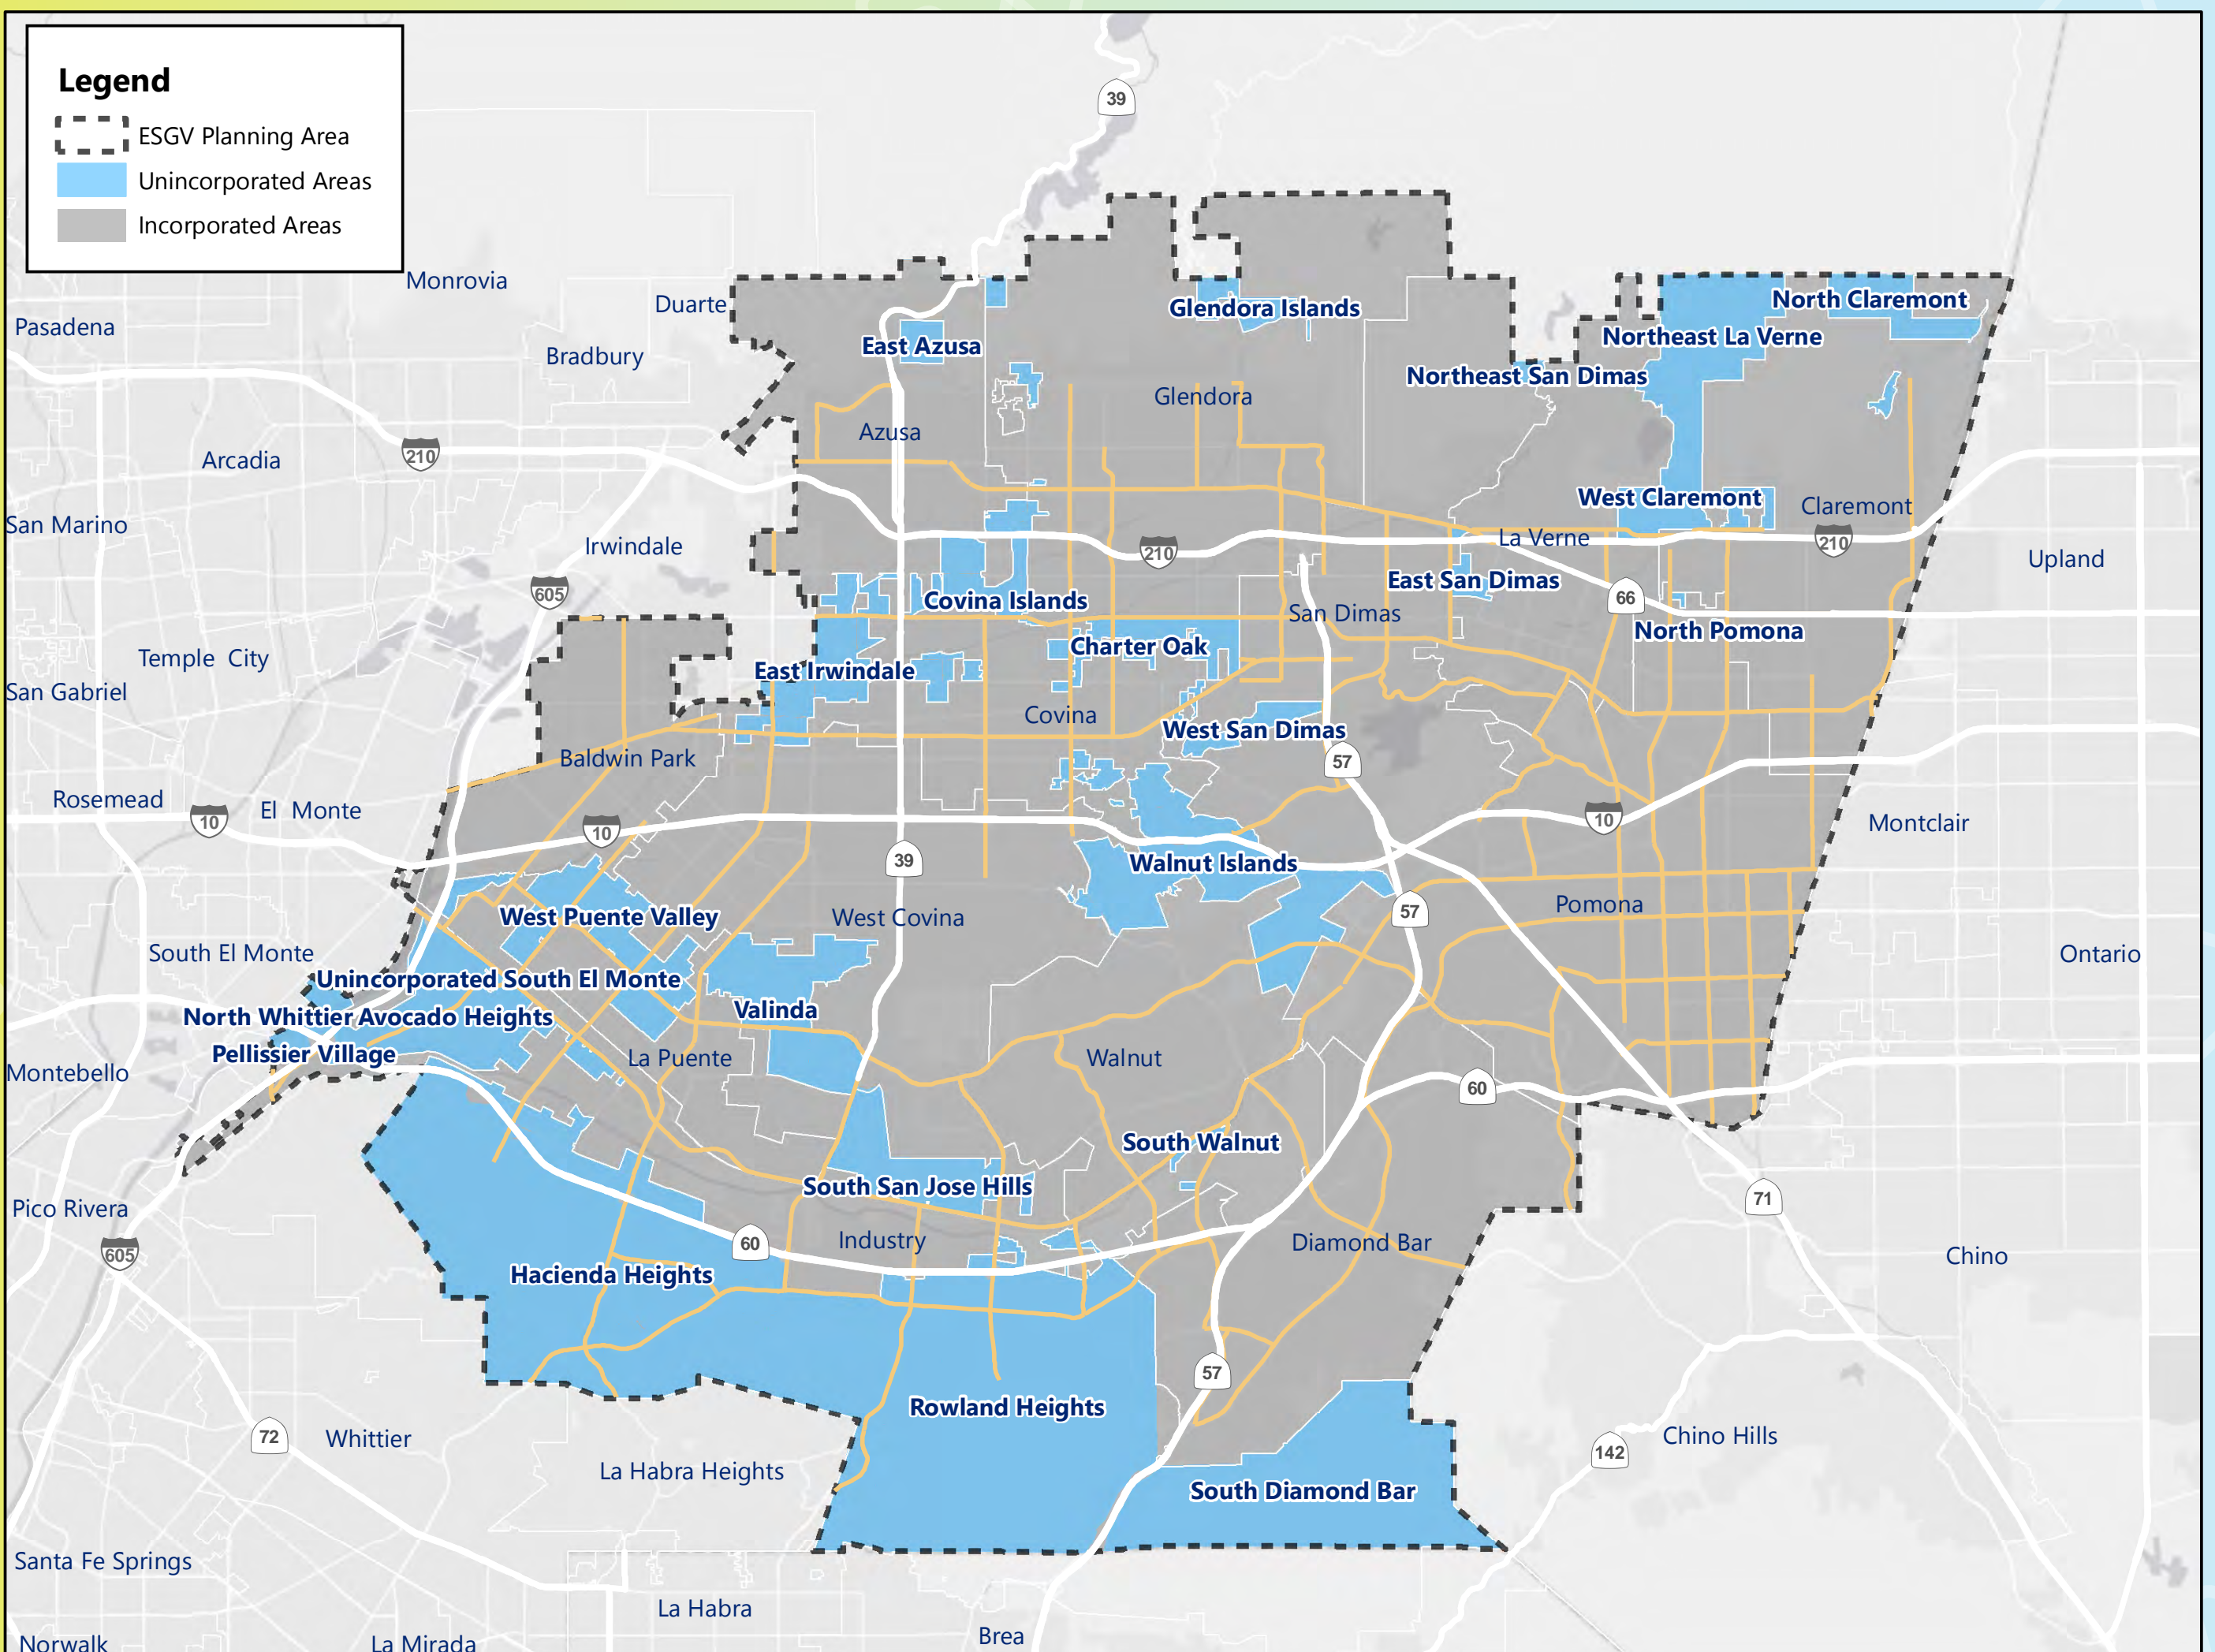 Legend
ESGV Planning Area
Unincorporated Areas
Incorporated Areas
39
Monrovia
Duarte
Pasadena
Bradbury
Glendora Islands
North Claremont
Northeast La Verne
East Azusa
Northeast San Dimas
Glendora
Azusa
Arcadia
210
San Marino
Irwindale
West Claremont
Claremont
La Verne
210
210
Upland
605
Covina Islands
East San Dimas
66
San Dimas
North Pomona
Temple City
Charter Oak
East Irwindale
San Gabriel
Covina
West San Dimas
Baldwin Park
57
Rosemead
El Monte
10
10
10
Montclair
39
Walnut Islands
West Puente Valley
West Covina
57
Pomona
South El Monte
Ontario
Unincorporated South El Monte
Valinda
North Whittier
Avocado Heights
Pellissier Village
La Puente
Walnut
Montebello
60
South Walnut
South San Jose Hills
71
Pico Rivera
605
60
Industry
Diamond Bar
Chino
Hacienda Heights
57
Rowland Heights
72
Whittier
Chino Hills
142
La Habra Heights
South Diamond Bar
Santa Fe Springs
La Habra
Brea
Norwalk
La Mirada